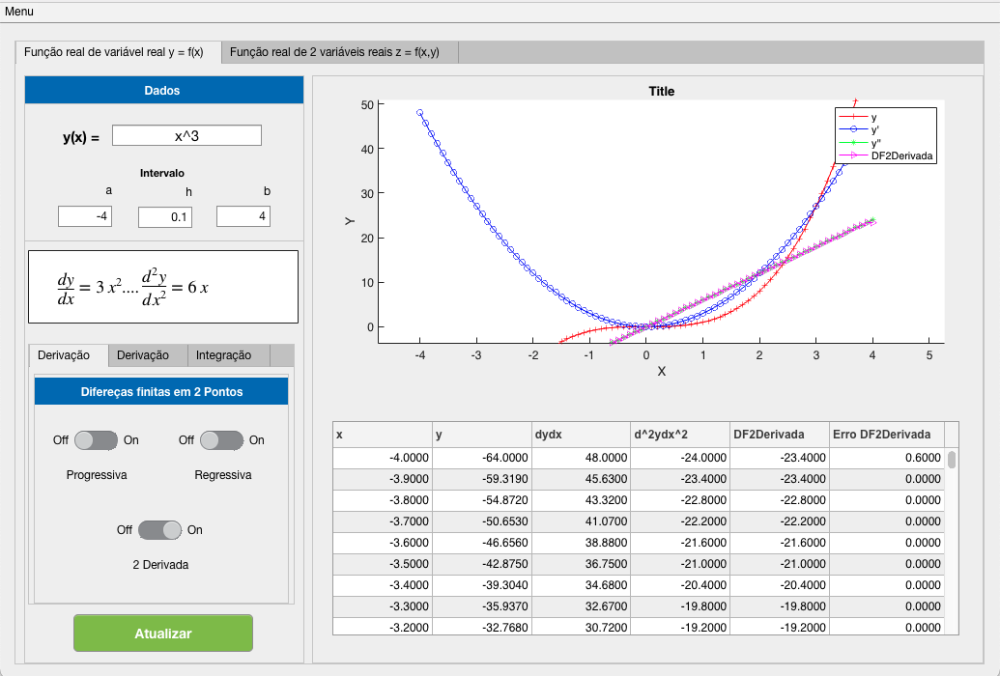 Menu
Função real de variável real y = f(x) Função real de 2 variáveis reais z = f(x,y)
Dados
y(x) = x^3
Intervalo
a h b
-4 0.1 4
dy/dx = 3 x^2....d^2y/dx^2 = 6 x
Derivação Derivação Integração
Difereças finitas em 2 Pontos
Off On Off On
Progressiva Regressiva
Off On
2 Derivada
Atualizar
Title
50
40
30
20
10
0
Y
-4 -3 -2 -1 0 1 2 3 4 5
X
y
y'
y''
DF2Derivada
x y dydx d^2ydx^2 DF2Derivada Erro DF2Derivada
-4.0000 -64.0000 48.0000 -24.0000 -23.4000 0.6000
-3.9000 -59.3190 45.6300 -23.4000 -23.4000 0.0000
-3.8000 -54.8720 43.3200 -22.8000 -22.8000 0.0000
-3.7000 -50.6530 41.0700 -22.2000 -22.2000 0.0000
-3.6000 -46.6560 38.8800 -21.6000 -21.6000 0.0000
-3.5000 -42.8750 36.7500 -21.0000 -21.0000 0.0000
-3.4000 -39.3040 34.6800 -20.4000 -20.4000 0.0000
-3.3000 -35.9370 32.6700 -19.8000 -19.8000 0.0000
-3.2000 -32.7680 30.7200 -19.2000 -19.2000 0.0000